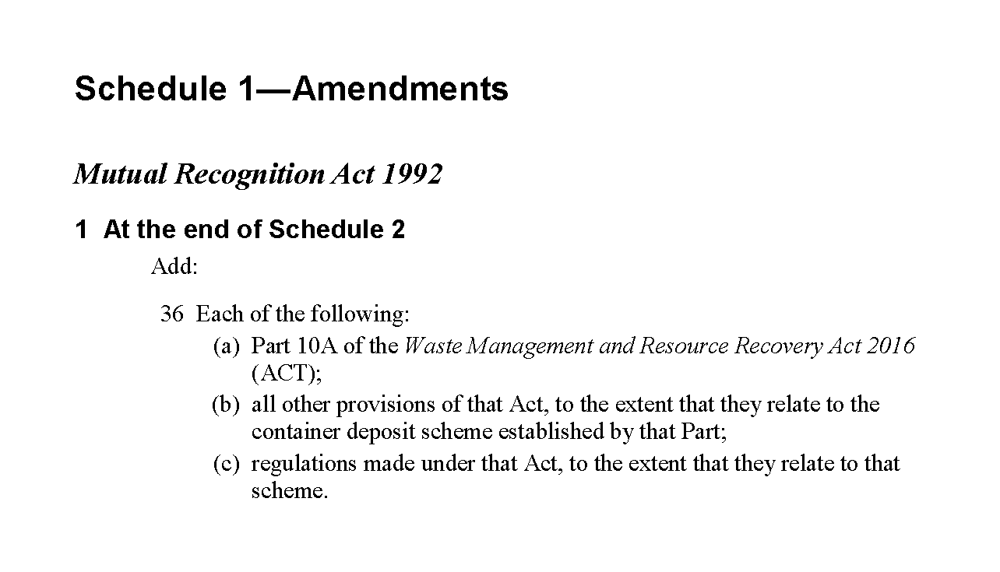 Schedule 1—Amendments
Mutual Recognition Act 1992
1 At the end of Schedule 2
Add:
36 Each of the following:
(a) Part 10A of the Waste Management and Resource Recovery Act 2016
(ACT);
(b) all other provisions of that Act, to the extent that they relate to the
container deposit scheme established by that Part;
(c) regulations made under that Act, to the extent that they relate to that
scheme.